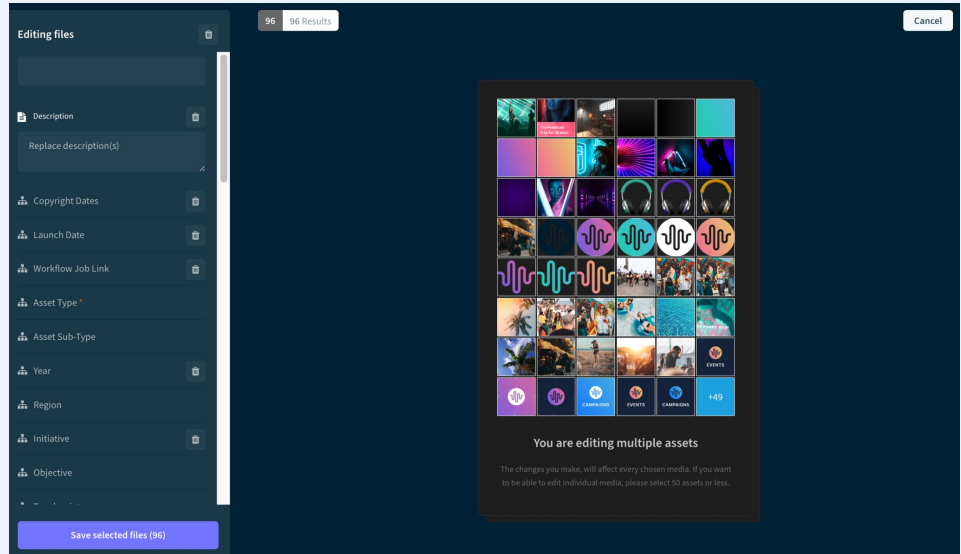 Editing files
96
96 Results
Cancel
Description
Replace description(s)
Copyright Dates
Launch Date
Workflow Job Link
Asset Type *
Asset Sub-Type
Year
Region
Initiative
Objective
Save selected files (96)
Try Premium
free for 30 days
EVENTS
CAMPAIGNS
EVENTS
CAMPAIGNS
+49
You are editing multiple assets
The changes you make, will affect every chosen media. If you want
to be able to edit individual media, please select 50 assets or less.